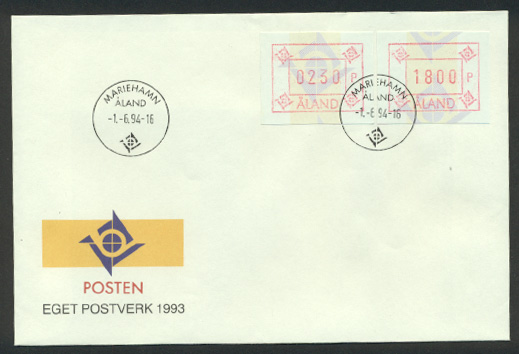 0230 P
ÅLAND
1800 P
ÅLAND
MARIEHAMN
ÅLAND
-1.-6.94-16
MARIEHAMN
ÅLAND
-1.-6.94-16
POSTEN
EGET POSTVERK 1993